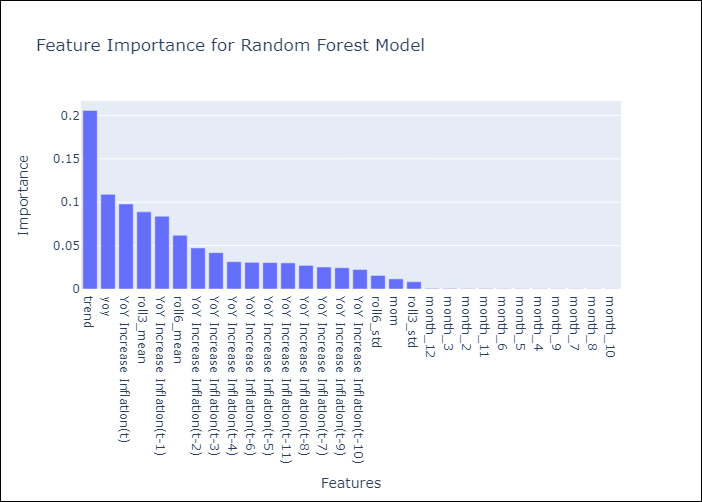 Feature Importance for Random Forest Model
Importance
0.2
0.15
0.1
0.05
0
trend
yoy
YoY Increase Inflation(t)
roll3_mean
YoY Increase Inflation(t-1)
roll6_mean
YoY Increase Inflation(t-2)
YoY Increase Inflation(t-3)
YoY Increase Inflation(t-4)
YoY Increase Inflation(t-6)
YoY Increase Inflation(t-5)
YoY Increase Inflation(t-11)
YoY Increase Inflation(t-8)
YoY Increase Inflation(t-7)
YoY Increase Inflation(t-9)
YoY Increase Inflation(t-10)
roll6_std
mom
roll3_std
month_12
month_3
month_2
month_11
month_6
month_5
month_4
month_9
month_7
month_8
month_10
Features